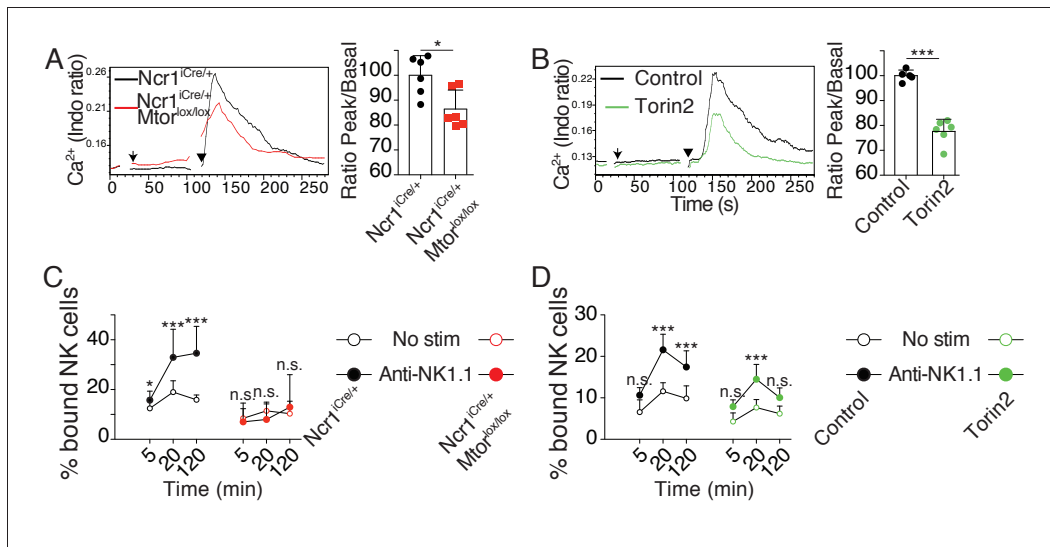 A
Ca2+ (Indo ratio)
0.26
0.21
0.16
Ncr1iCre/+
Ncr1iCre/+
Mtorlox/lox
0 50 100 150 200 250
Ratio Peak/Basal
100
90
80
70
60
*
Ncr1iCre/+
Ncr1iCre/+
Mtorlox/lox
B
Ca2+ (Indo ratio)
0.22
0.19
0.16
0.13
Control
Torin2
0 50 100 150 200 250
Time (s)
Ratio Peak/Basal
100
90
80
70
60
***
Control
Torin2
C
% bound NK cells
40
20
0
* *** ***
n.s. n.s. n.s.
5 20 120 5 20 120
Time (min)
No stim
Anti-NK1.1
Ncr1iCre/+
Ncr1iCre/+
Mtorlox/lox
D
% bound NK cells
30
20
10
0
n.s. *** ***
n.s. *** n.s.
5 20 120 5 20 120
Time (min)
No stim
Anti-NK1.1
Control
Torin2